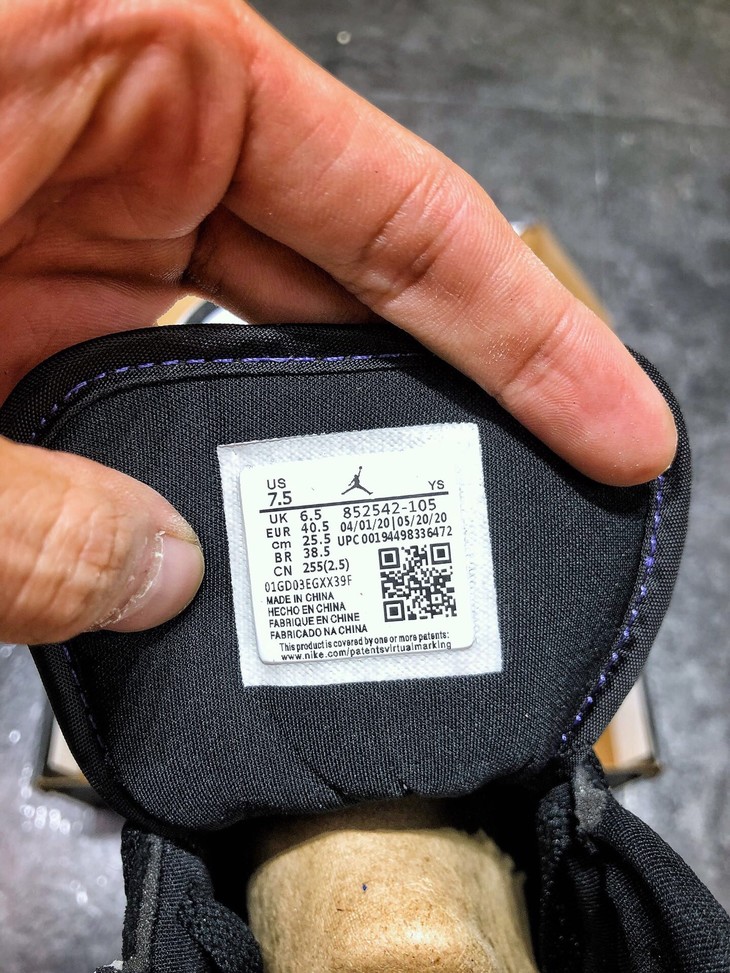 US
7.5
YS
UK 6.5 852542-105
EUR 40.5 04/01/20|05/20/20
cm 25.5 UPC 00194498336472
BR 38.5
CN 255(2.5)
01GD03EGXX39F
MADE IN CHINA
HECHO EN CHINA
FABRIQUE EN CHINE
FABRICADO NA CHINA
This product is covered by one or more patents:
www.nike.com/patentsvirtualmarking